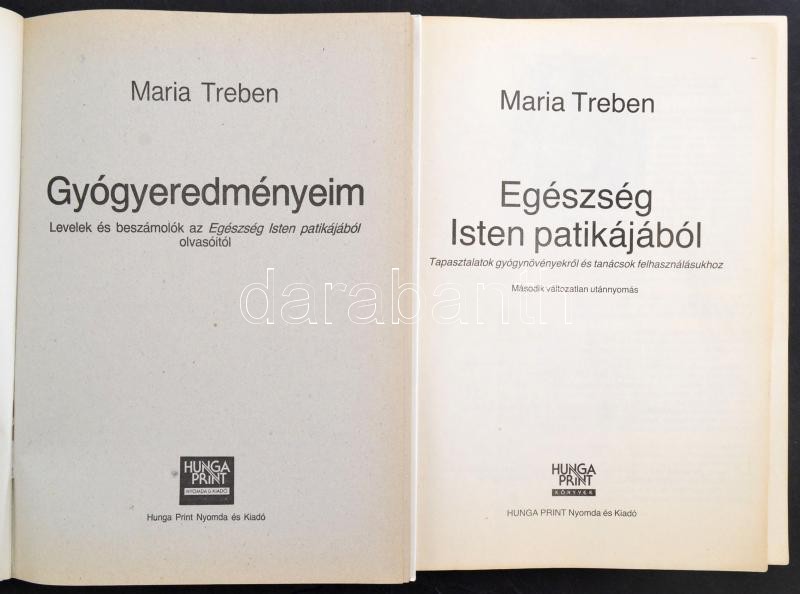 Maria Treben
Gyógyeredményeim
Levelek és beszámolók az Egészség Isten patikájából
olvasóitól
HUNGA
PRINT
NYOMDA & KIADÓ
Hunga Print Nyomda és Kiadó
Maria Treben
Egészség
Isten patikájából
Tapasztalatok gyógynövényekről és tanácsok felhasználásukhoz
Második változatlan utánnyomás
HUNGA
PRINT
KÖNYVEK
HUNGA PRINT Nyomda és Kiadó
darabanth